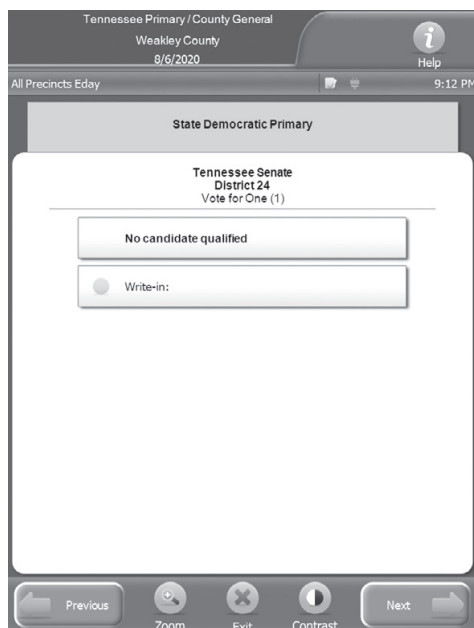 Tennessee Primary / County General
Weakley County
8/6/2020
i
Help
All Precincts Eday
9:12 PM
State Democratic Primary
Tennessee Senate
District 24
Vote for One (1)
No candidate qualified
Write-in:
Previous
Zoom
Exit
Contrast
Next